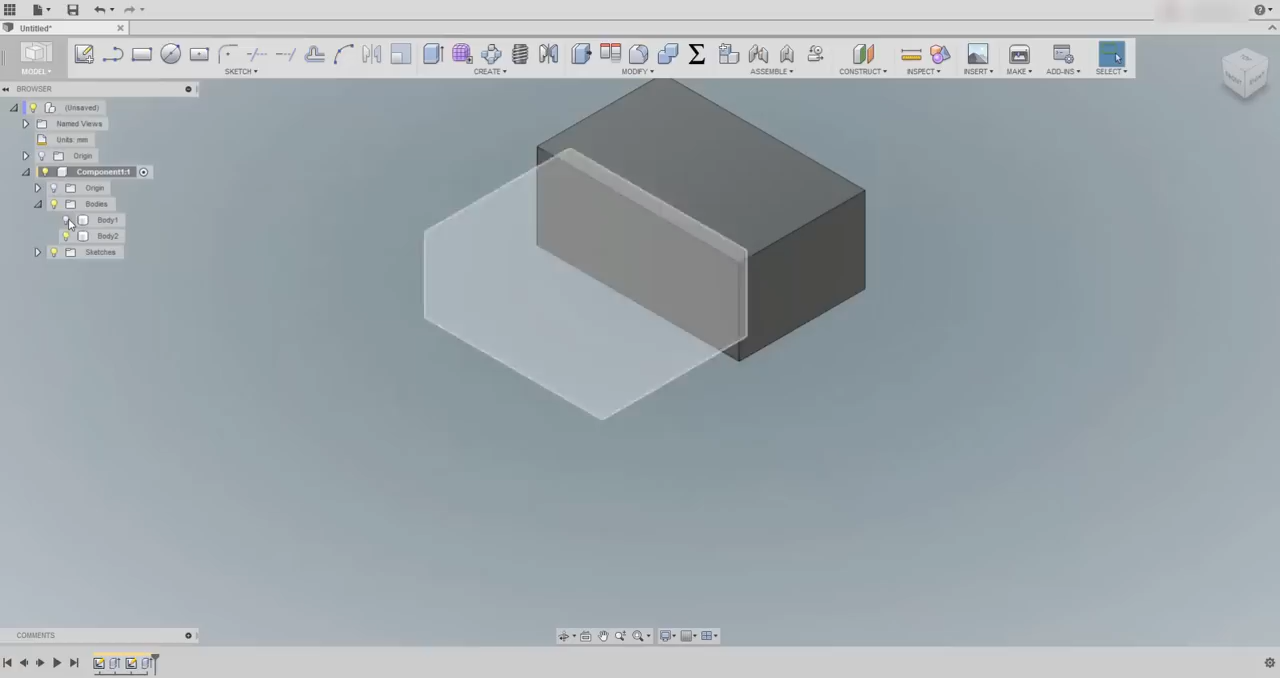 Untitled*
MODEL
SKETCH
CREATE
MODIFY
ASSEMBLE
CONSTRUCT
INSPECT
INSERT
MAKE
ADD-INS
SELECT
BROWSER
(Unsaved)
Named Views
Units: mm
Origin
Component1:1
Origin
Bodies
Body1
Body2
Sketches
COMMENTS